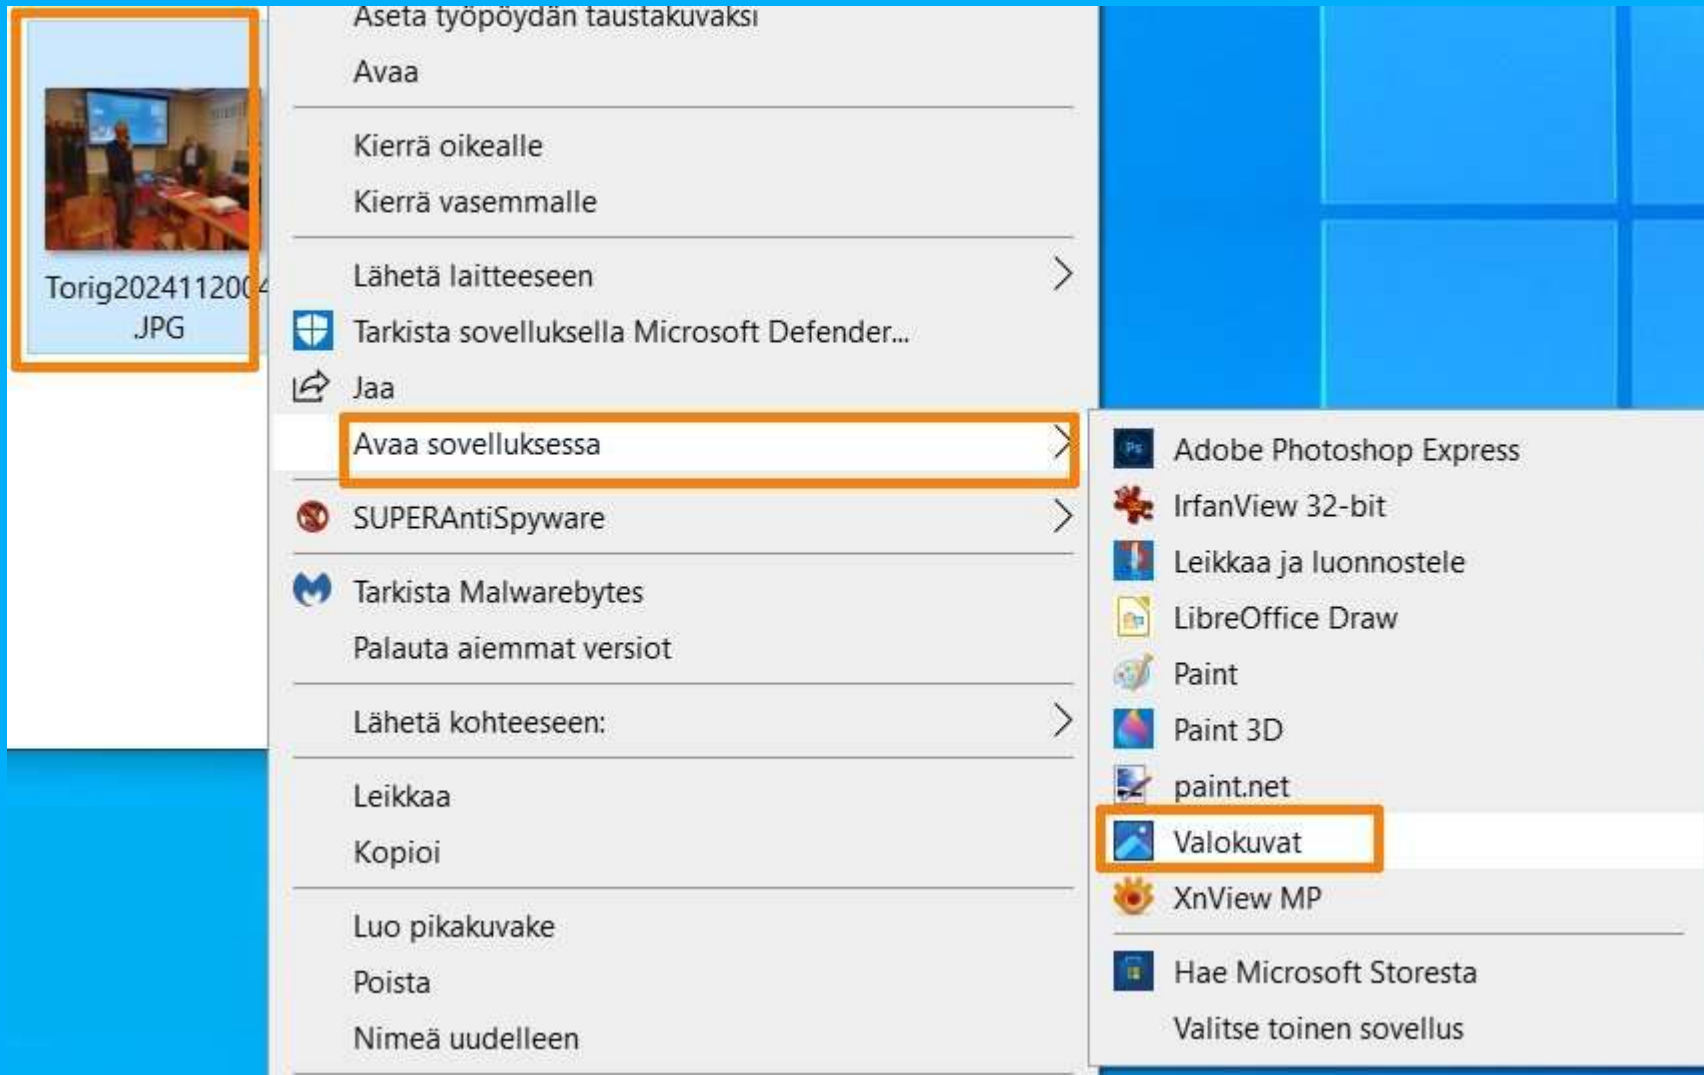 Aseta työpöydän taustakuvaksi
Avaa
Kierrä oikealle
Kierrä vasemmalle
Torig2024112004
.JPG
Lähetä laitteeseen
Tarkista sovelluksella Microsoft Defender...
Jaa
Avaa sovelluksessa
SUPERAntiSpyware
Tarkista Malwarebytes
Palauta aiemmat versiot
Lähetä kohteeseen:
Leikkaa
Kopioi
Luo pikakuvake
Poista
Nimeä uudelleen
Ps Adobe Photoshop Express
IrfanView 32-bit
Leikkaa ja luonnostele
LibreOffice Draw
Paint
Paint 3D
paint.net
Valokuvat
XnView MP
Hae Microsoft Storesta
Valitse toinen sovellus